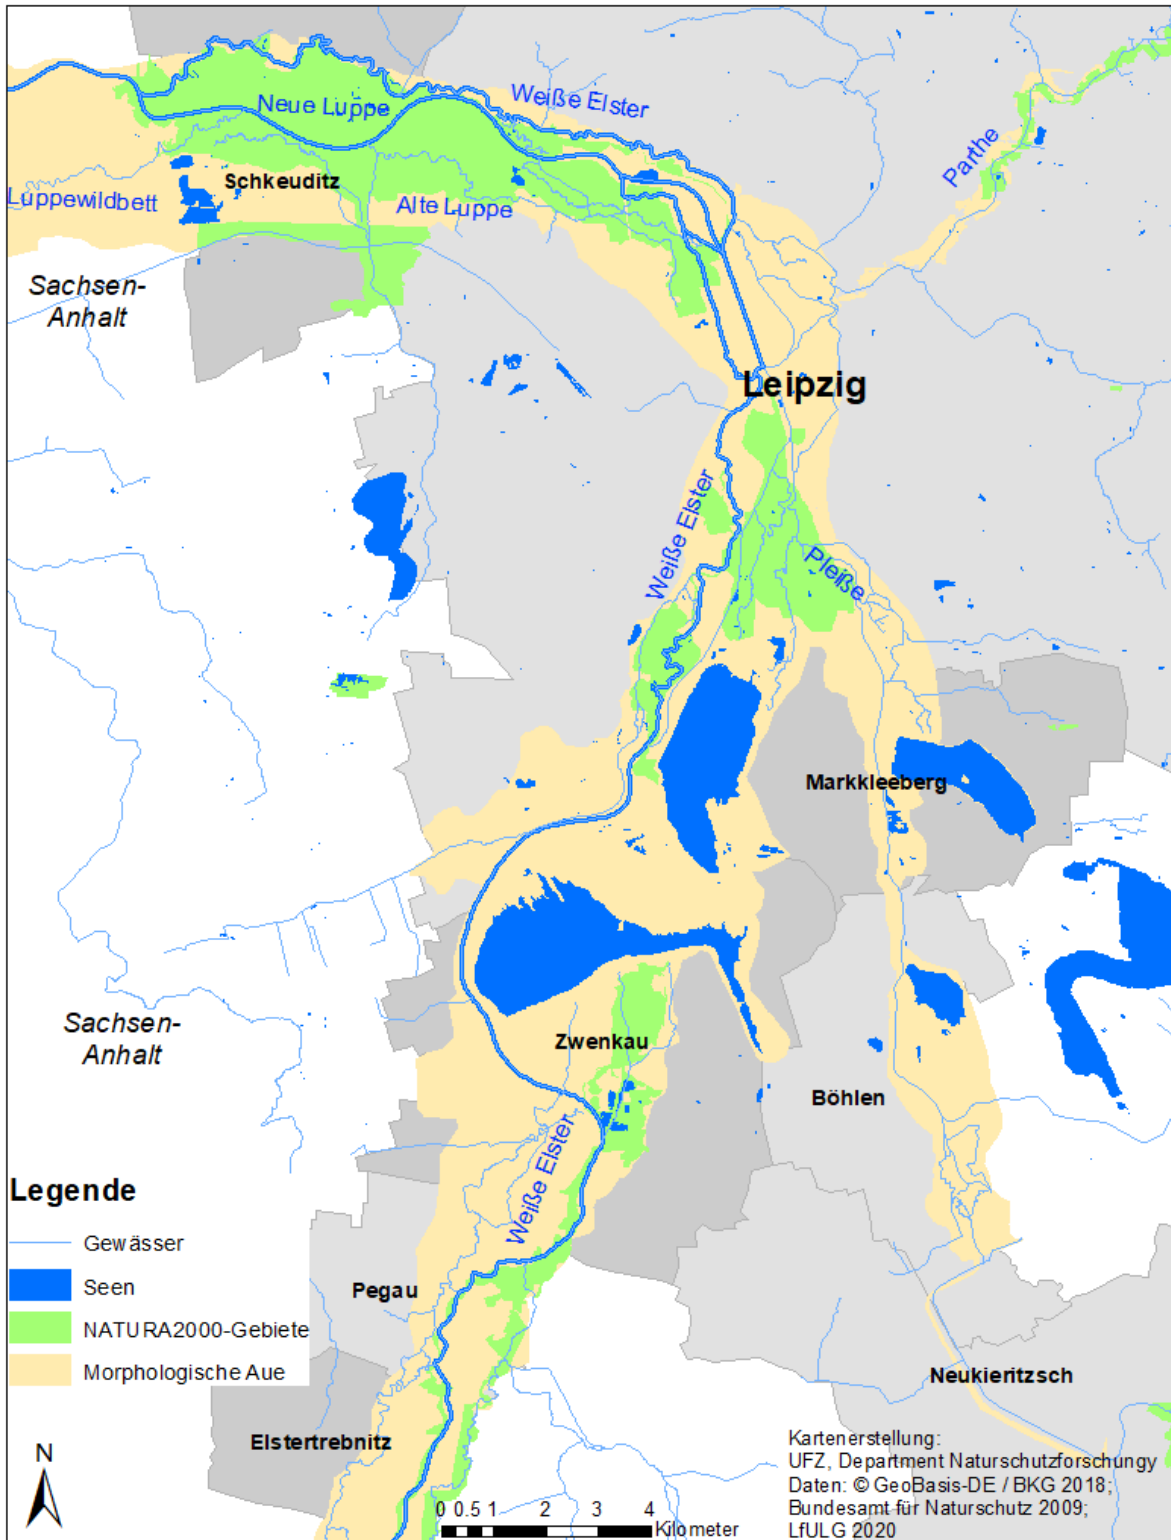 Weiße Elster
Neue Luppe
Parthe
Schkeuditz
Luppewildbett
Alte Luppe
Sachsen-
Anhalt
Leipzig
Weiße Elster
Pleiße
Markkleeberg
Sachsen-
Anhalt
Zwenkau
Böhlen
Weiße Elster
Legende
Gewässer
Seen
NATURA2000-Gebiete
Morphologische Aue
Pegau
Neukieritzsch
Elstertrebnitz
N
0 0.5 1 2 3 4
Kilometer
Kartenerstellung:
UFZ, Department Naturschutzforschungy
Daten: © GeoBasis-DE / BKG 2018;
Bundesamt für Naturschutz 2009;
LfULG 2020